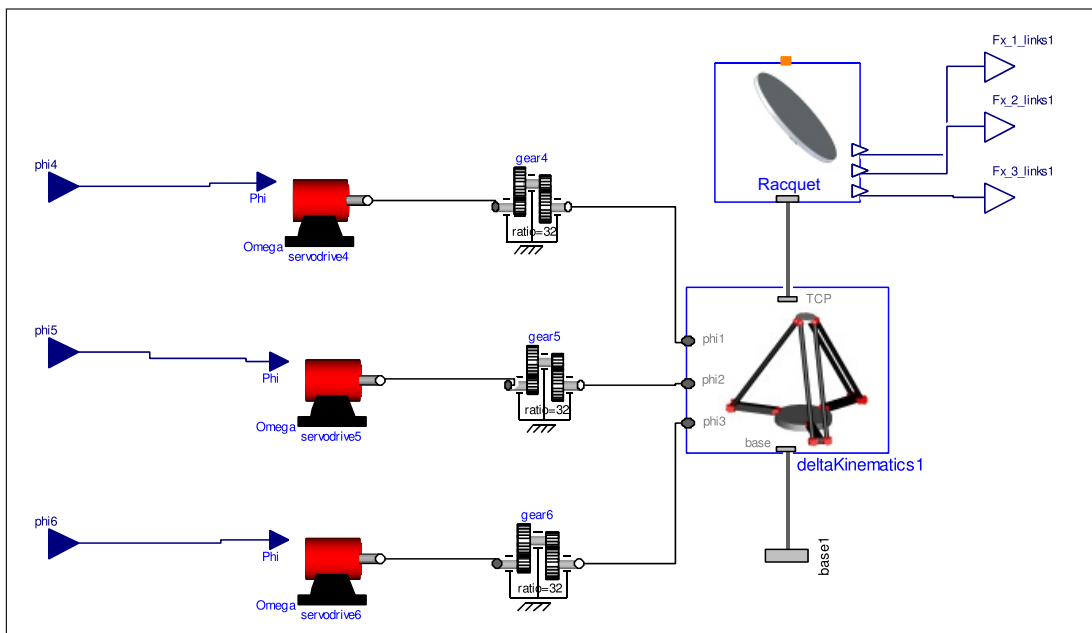 Fx_1_links1
Fx_2_links1
Fx_3_links1
Racquet
phi4
Phi
Omega
servodrive4
gear4
ratio=32
TCP
phi1
phi2
phi3
base
deltaKinematics1
phi5
Phi
Omega
servodrive5
gear5
ratio=32
phi6
Phi
Omega
servodrive6
gear6
ratio=32
base1